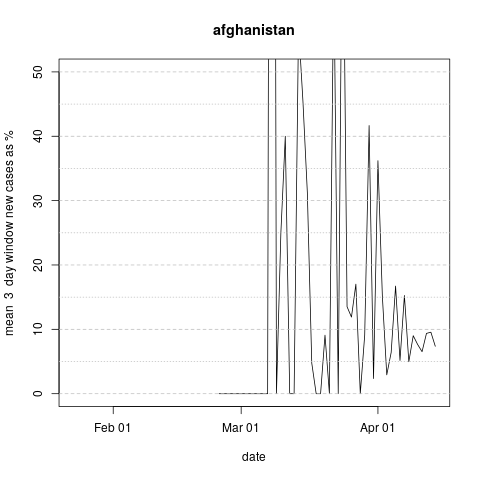 afghanistan
mean 3 day window new cases as %
50
40
30
20
10
0
Feb 01
Mar 01
Apr 01
date